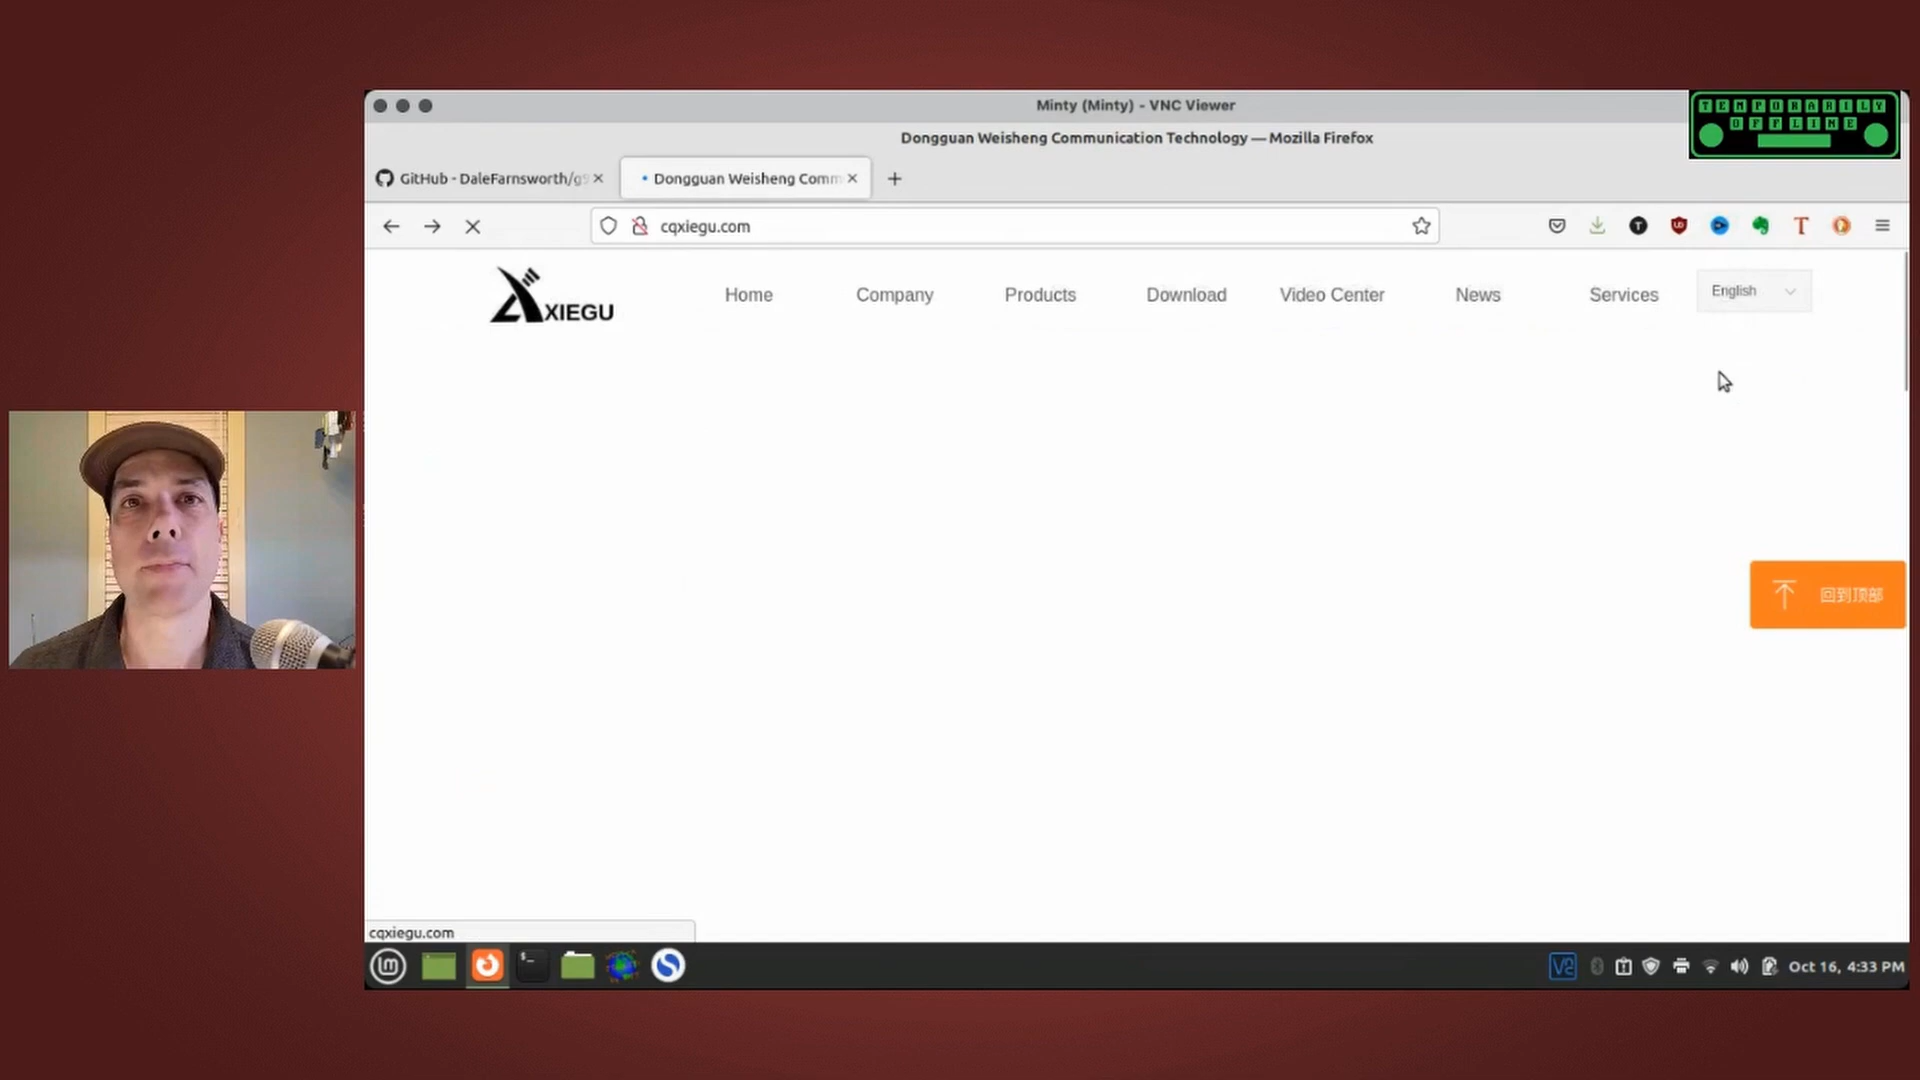 Minty (Minty) - VNC Viewer
TEMPORARILY
OFFLINE
Dongguan Weisheng Communication Technology — Mozilla Firefox
GitHub - DaleFarnsworth/g9
Dongguan Weisheng Comm
cqxiegu.com
XIEGU
Home
Company
Products
Download
Video Center
News
Services
English
回到顶部
cqxiegu.com
Oct 16, 4:33 PM